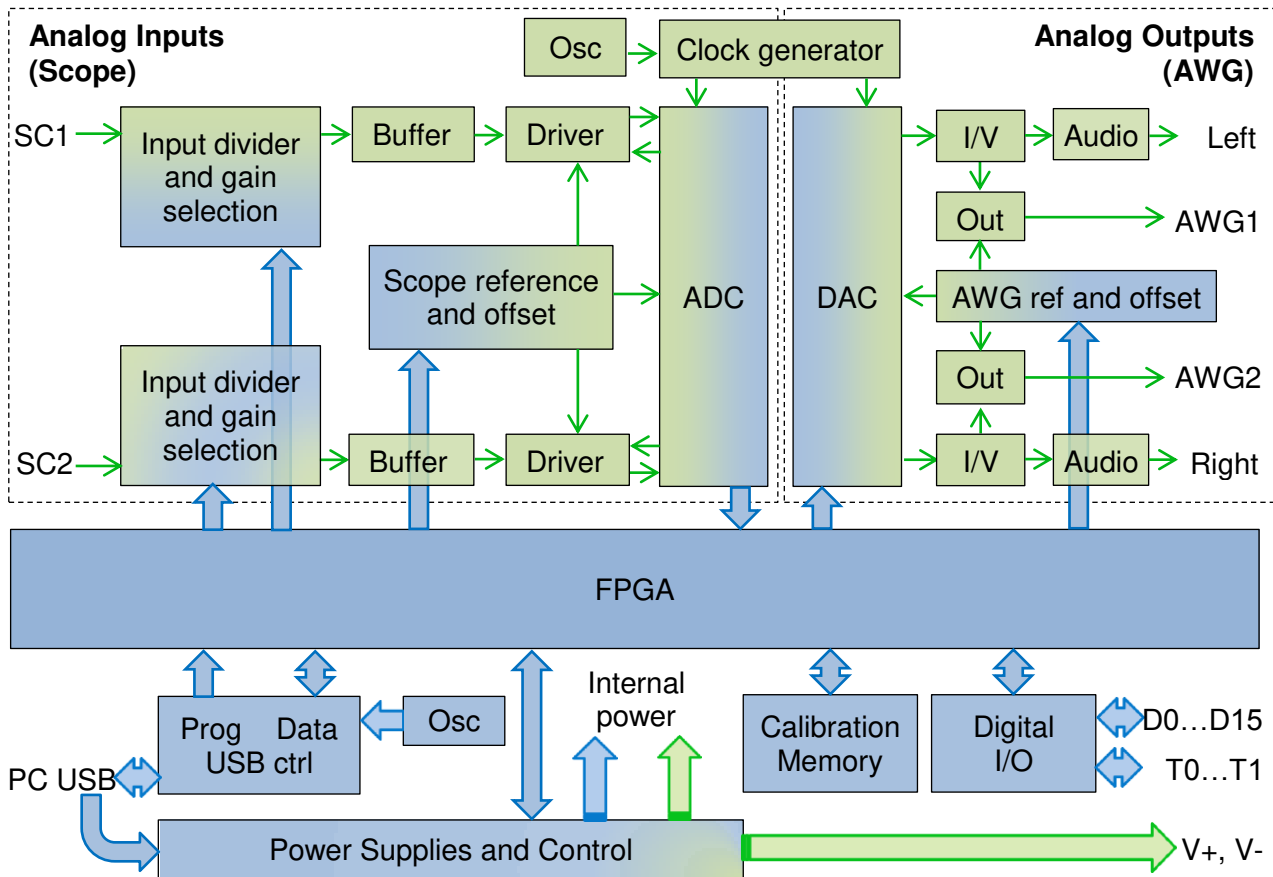 Analog Inputs
(Scope)
Osc
Clock generator
Analog Outputs
(AWG)
SC1
Input divider
and gain
selection
Buffer
Driver
ADC
DAC
I/V
Audio
Left
Out
AWG1
Scope reference
and offset
AWG ref and offset
Input divider
and gain
selection
Out
AWG2
SC2
Buffer
Driver
I/V
Audio
Right
FPGA
Prog Data
USB ctrl
Osc
Internal
power
Calibration
Memory
Digital
I/O
D0…D15
T0…T1
PC USB
Power Supplies and Control
V+, V-